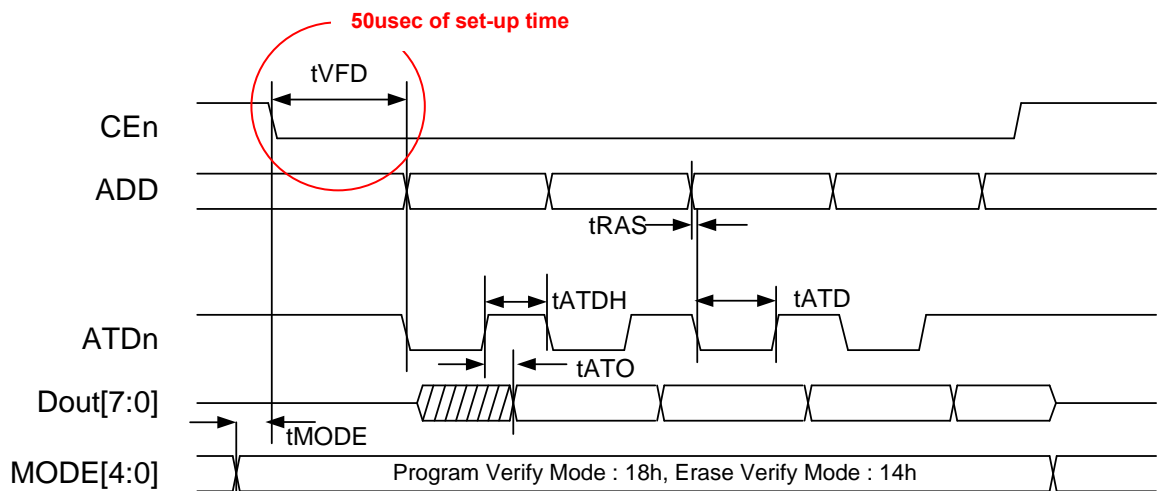 50usec of set-up time
tVFD
CEn
ADD
tRAS
tATDH
tATD
ATDn
tATO
Dout[7:0]
tMODE
MODE[4:0]
Program Verify Mode : 18h, Erase Verify Mode : 14h